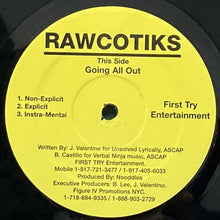 RAWCOTIKS
This Side
Going All Out
1. Non-Explicit
2. Explicit
3. Instra-Mental
First Try
Entertainment
Written By: J. Valentine for Unsolved Lyrically, ASCAP
B. Castillo for Verbal Ninja music, ASCAP
FIRST TRY Entertainment.
Mobile 1-917-721-3477 / 1-917-405-6033
Produced by: Nooddles
Executive Producers: B. Lee, J. Valentino.
Figure IV Promotions NYC.
1-718-694-9335 / 1-888-903-2729